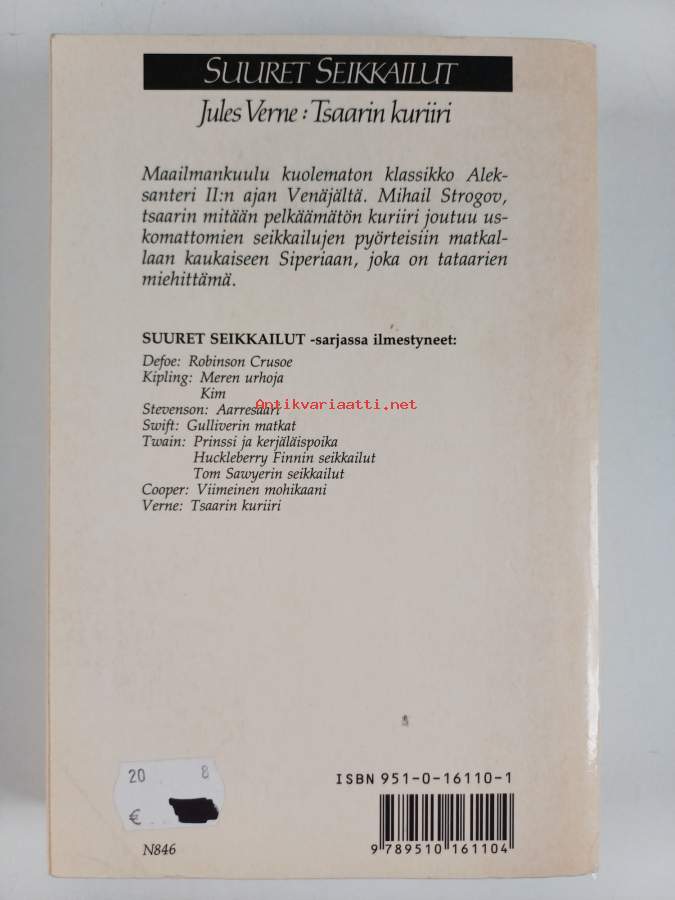 SUURET SEIKKAILUT
Jules Verne : Tsaarin kuriiri
Maailmankuulu kuolematon klassikko Alek-
santeri II:n ajan Venäjältä. Mihail Strogov,
tsaarin mitään pelkäämätön kuriiri joutuu us-
komattomien seikkailujen pyörteisiin matkal-
laan kaukaiseen Siperiaan, joka on tataarien
miehittämä.
SUURET SEIKKAILUT -sarjassa ilmestyneet:
Defoe: Robinson Crusoe
Kipling: Meren urhoja
Kim
Antikvariaatti.net
Stevenson: Aarresaari
Swift: Gulliverin matkat
Twain: Prinssi ja kerjäläispoika
Huckleberry Finnin seikkailut
Tom Sawyerin seikkailut
Cooper: Viimeinen mohikaani
Verne: Tsaarin kuriiri
20 8
€
N846
ISBN 951-0-16110-1
9 789510 161104